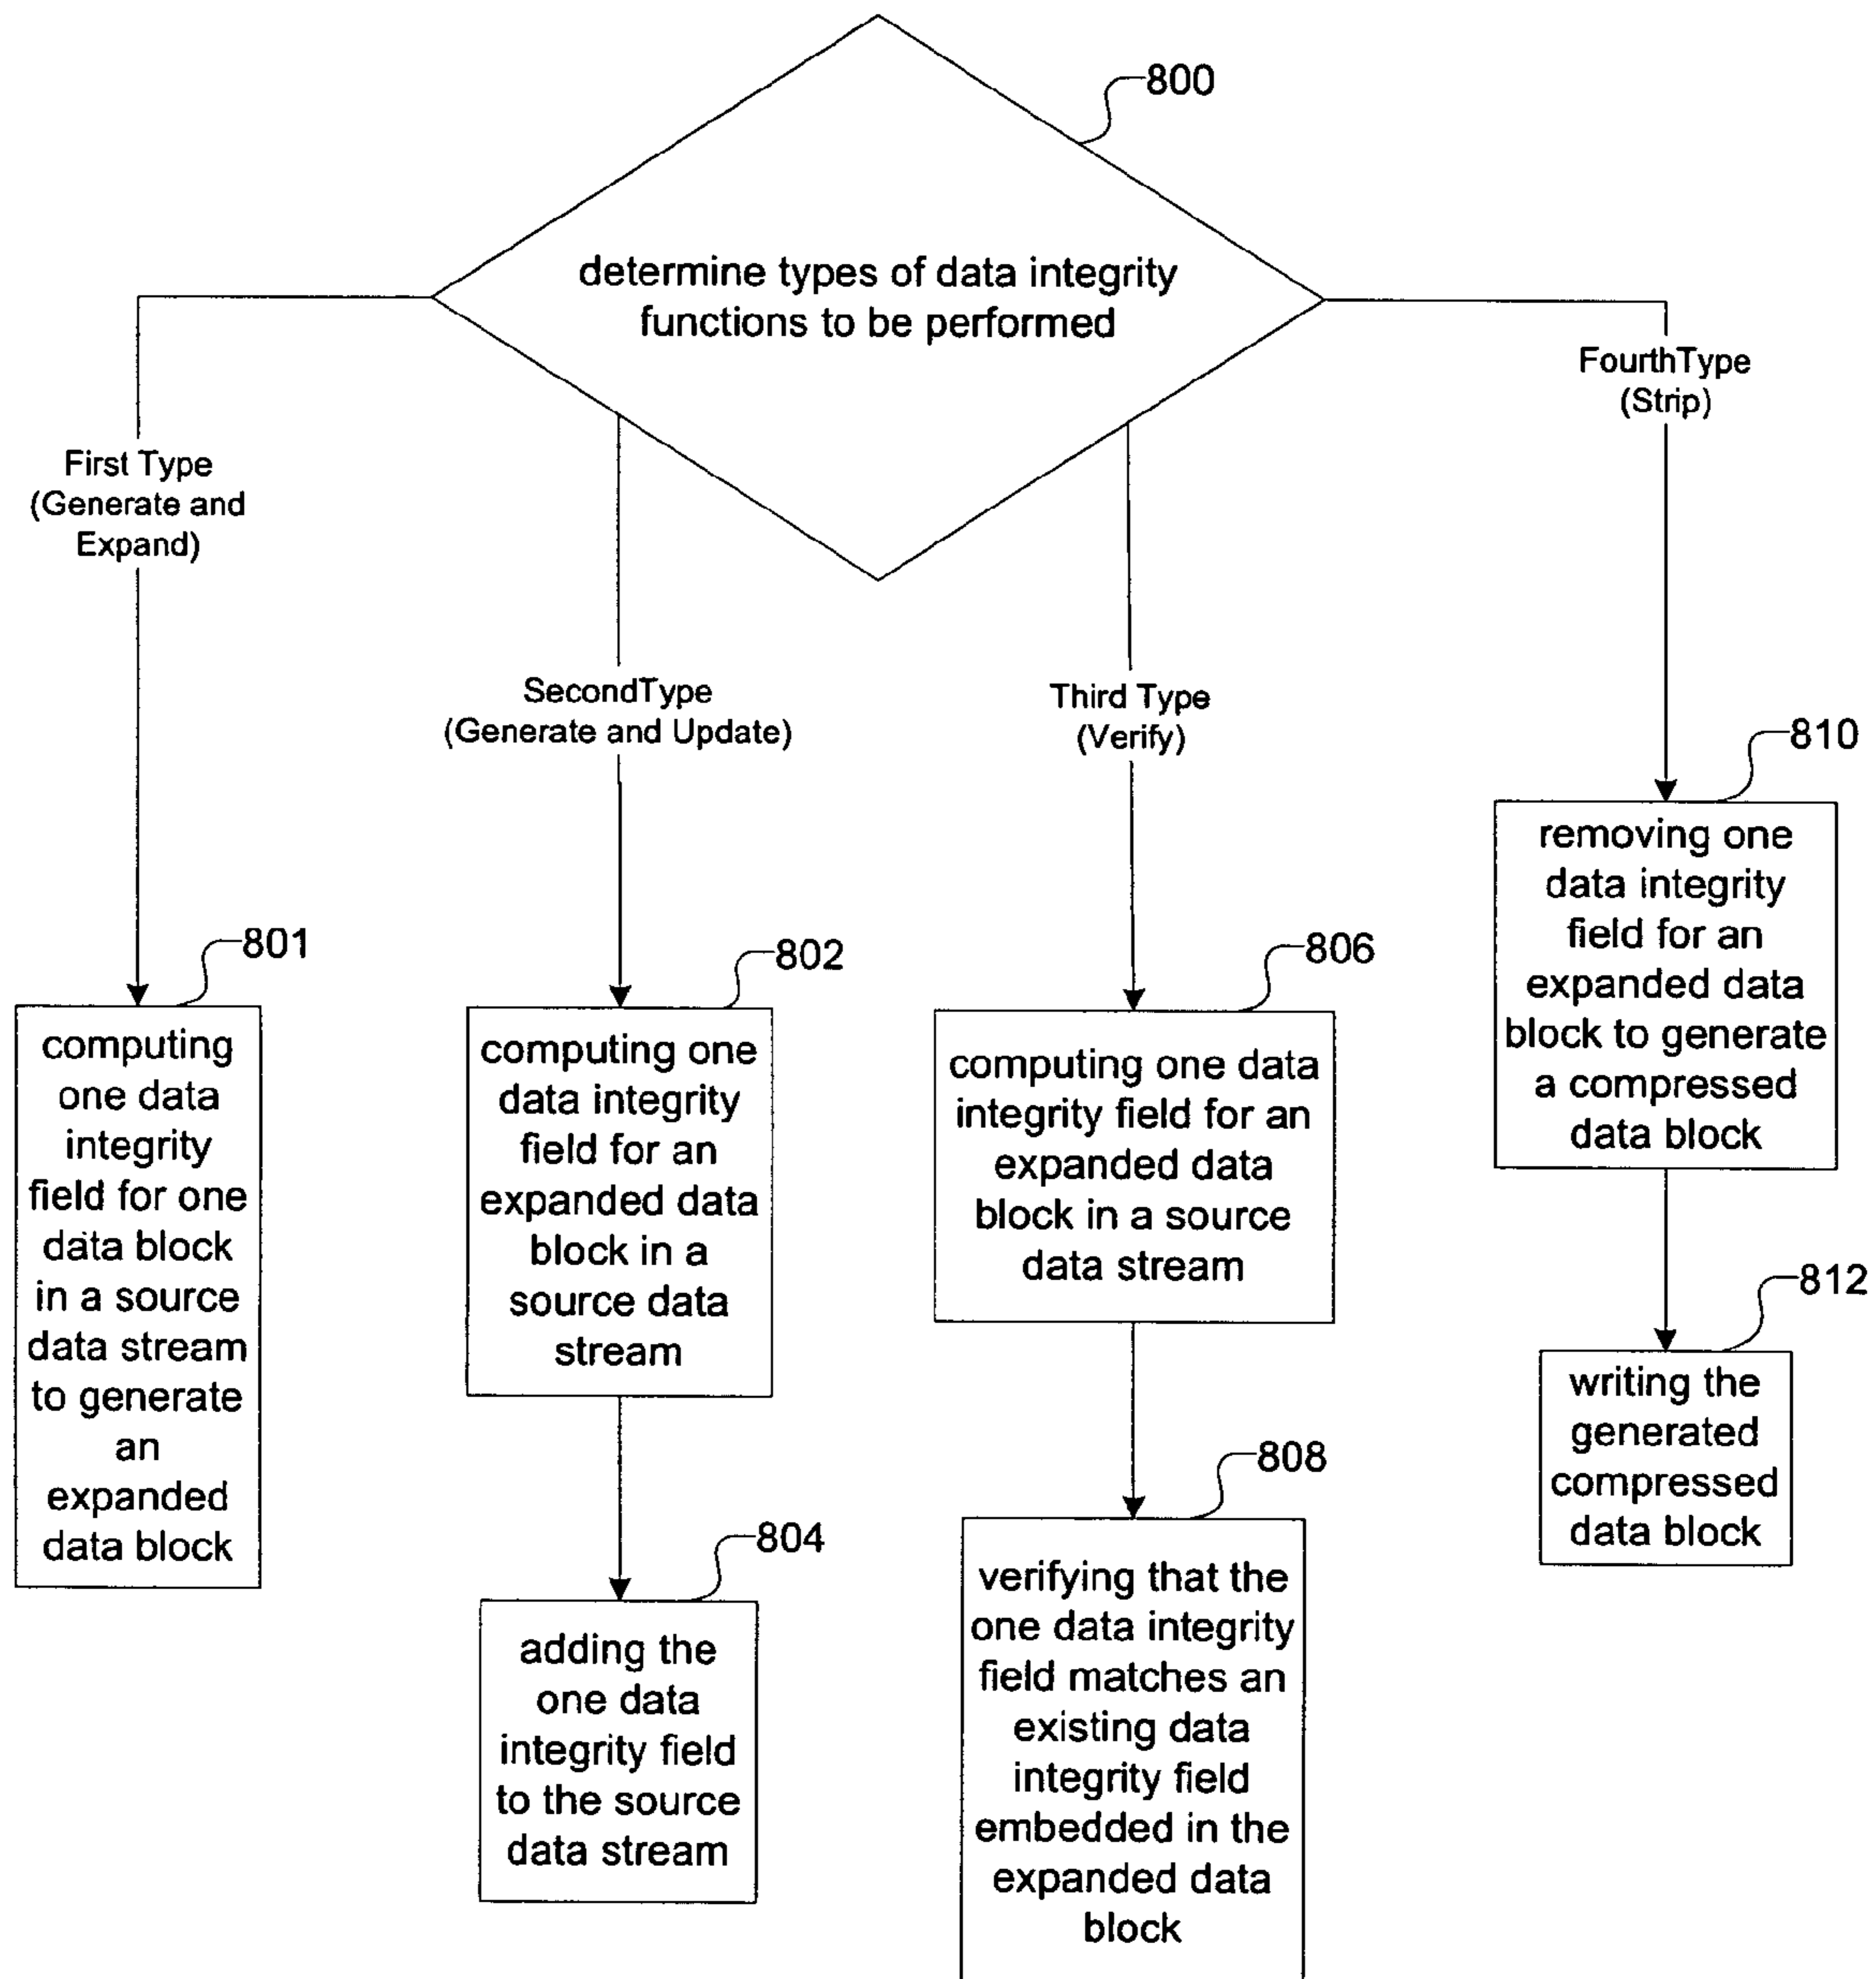 800
determine types of data integrity
functions to be performed
First Type
(Generate and
Expand)
SecondType
(Generate and Update)
Third Type
(Verify)
FourthType
(Strip)
801
computing
one data
integrity
field for one
data block
in a source
data stream
to generate
an
expanded
data block
802
computing one
data integrity
field for an
expanded data
block in a
source data
stream
804
adding the
one data
integrity field
to the source
data stream
806
computing one data
integrity field for an
expanded data
block in a source
data stream
808
verifying that the
one data integrity
field matches an
existing data
integrity field
embedded in the
expanded data
block
810
removing one
data integrity
field for an
expanded data
block to generate
a compressed
data block
812
writing the
generated
compressed
data block